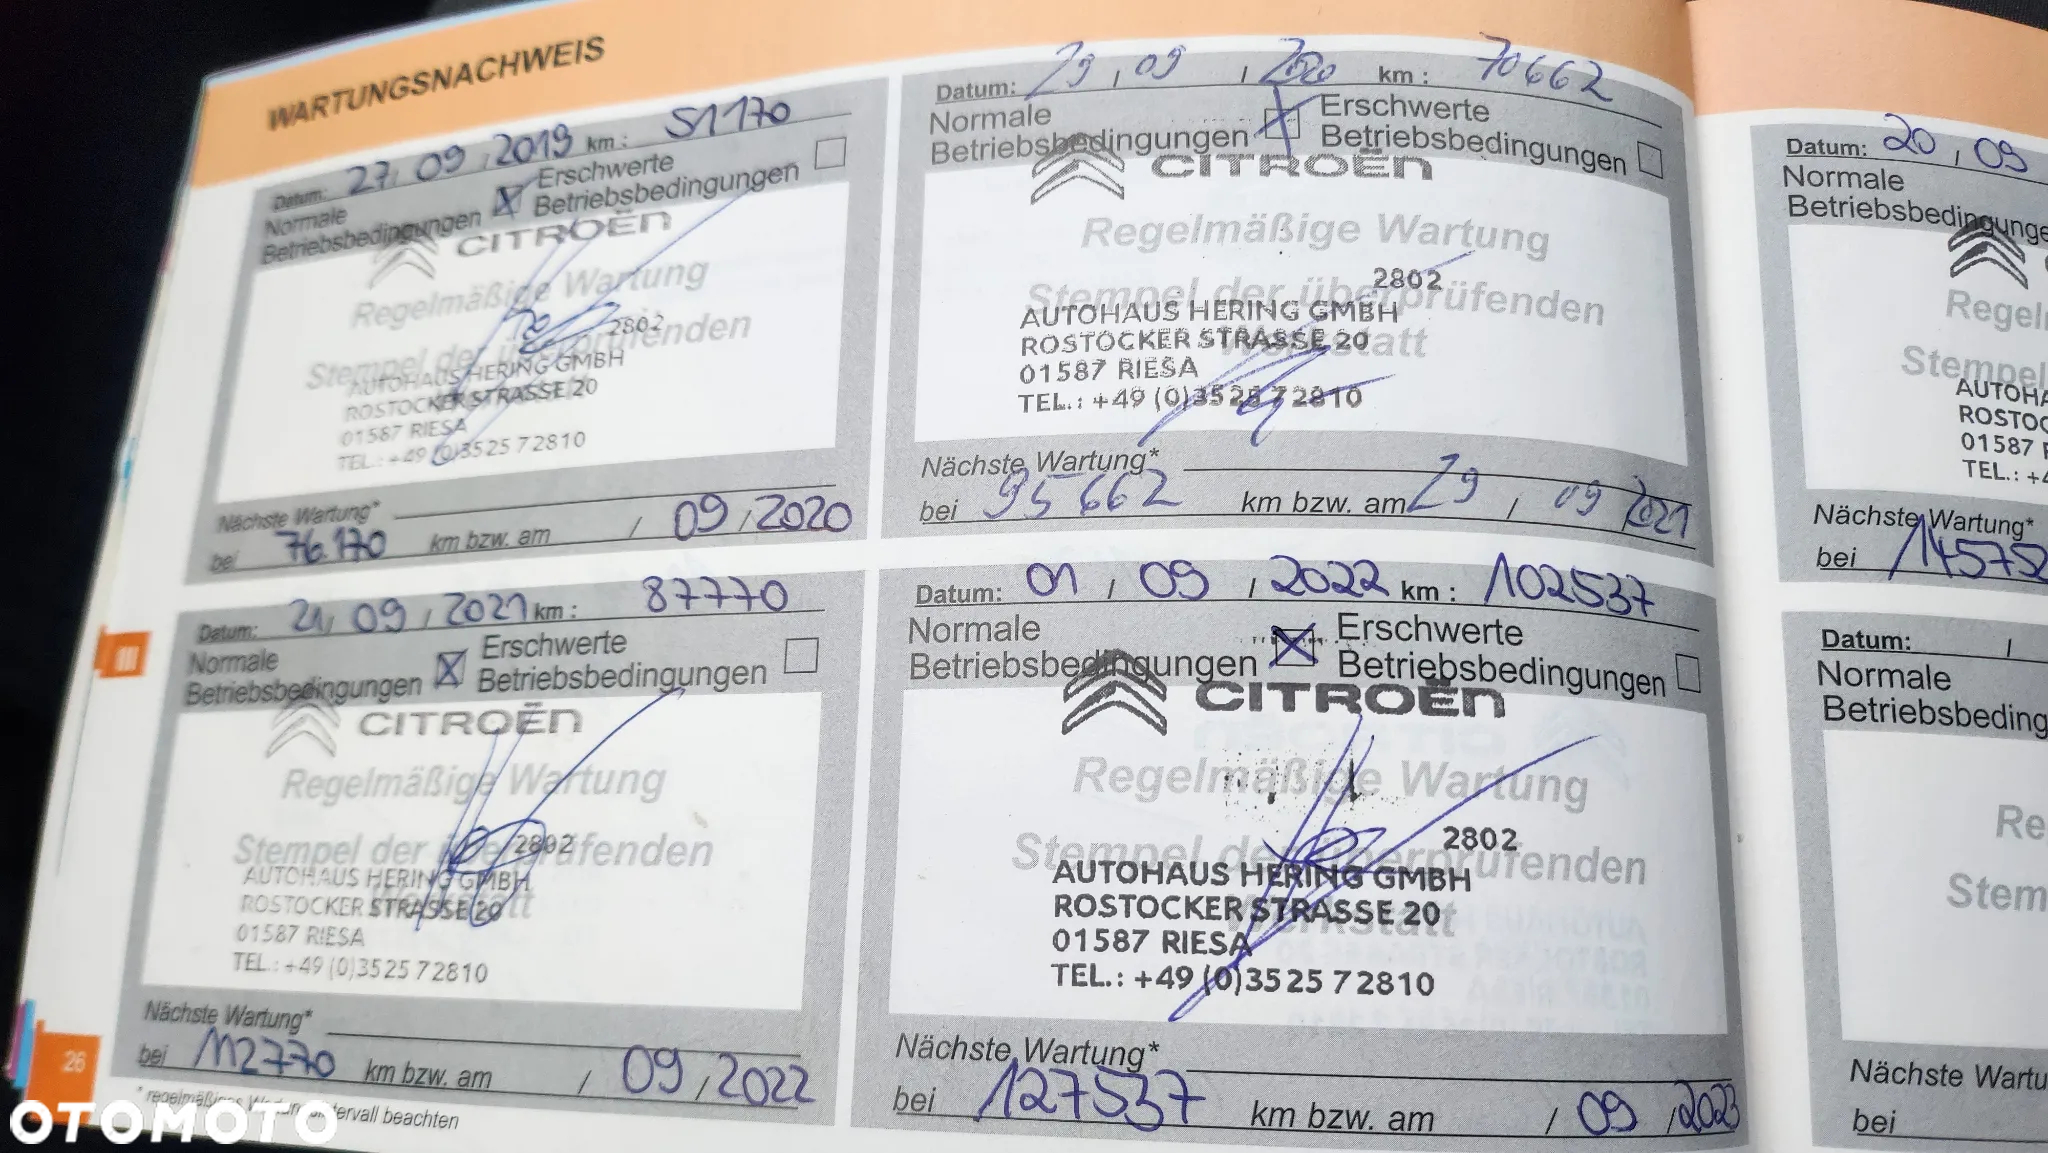 WARTUNGSNACHWEIS
Datum: 27, 09, 2019 km: 51170
Normale
Betriebsbedingungen
Erschwerte
Betriebsbedingungen
CITROËN
Regelmäßige Wartung
Stempel der überprüfenden
2802
AUTOHAUS HERING GMBH
ROSTOCKER STRASSE 20
01587 RIESA
TEL.: +49 (0)3525 72810
Nächste Wartung*
bei 76.170 km bzw. am / 09, 2020
Datum: 29, 09 / 2020 km: 70662
Normale
Betriebsbedingungen
Erschwerte
Betriebsbedingungen
CITROËN
Regelmäßige Wartung
Stempel der überprüfenden
Werkstatt
2802
AUTOHAUS HERING GMBH
ROSTOCKER STRASSE 20
01587 RIESA
TEL.: +49 (0)3525 72810
Nächste Wartung*
bei 95 662 km bzw. am 29 / 09 2021
Datum: 21, 09, 2021 km: 87770
Normale
Betriebsbedingungen
Erschwerte
Betriebsbedingungen
CITROËN
Regelmäßige Wartung
Stempel der überprüfenden
2802
AUTOHAUS HERING GMBH
ROSTOCKER STRASSE 20
01587 RIESA
TEL.: +49 (0)3525 72810
Nächste Wartung*
bei 112770 km bzw. am / 09, 2022
Datum: 01 / 09 / 2022 km: 102537
Normale
Betriebsbedingungen
Erschwerte
Betriebsbedingungen
CITROËN
Regelmäßige Wartung
Stempel der überprüfenden
Werkstatt
2802
AUTOHAUS HERING GMBH
ROSTOCKER STRASSE 20
01587 RIESA
TEL.: +49 (0)3525 72810
Nächste Wartung*
bei 127537 km bzw. am / 09, 2023
26
* regelmäßiges Wartungsintervall beachten
OTOMOTO
Datum: 20, 09
Normale
Betriebsbedingunge
Regel
Stempel
AUTOHA
ROSTOC
01587 R
TEL.: +4
Nächste Wartung*
bei 145752
Datum: /
Normale
Betriebsbeding
Re
Stem
Nächste Wartu
bei